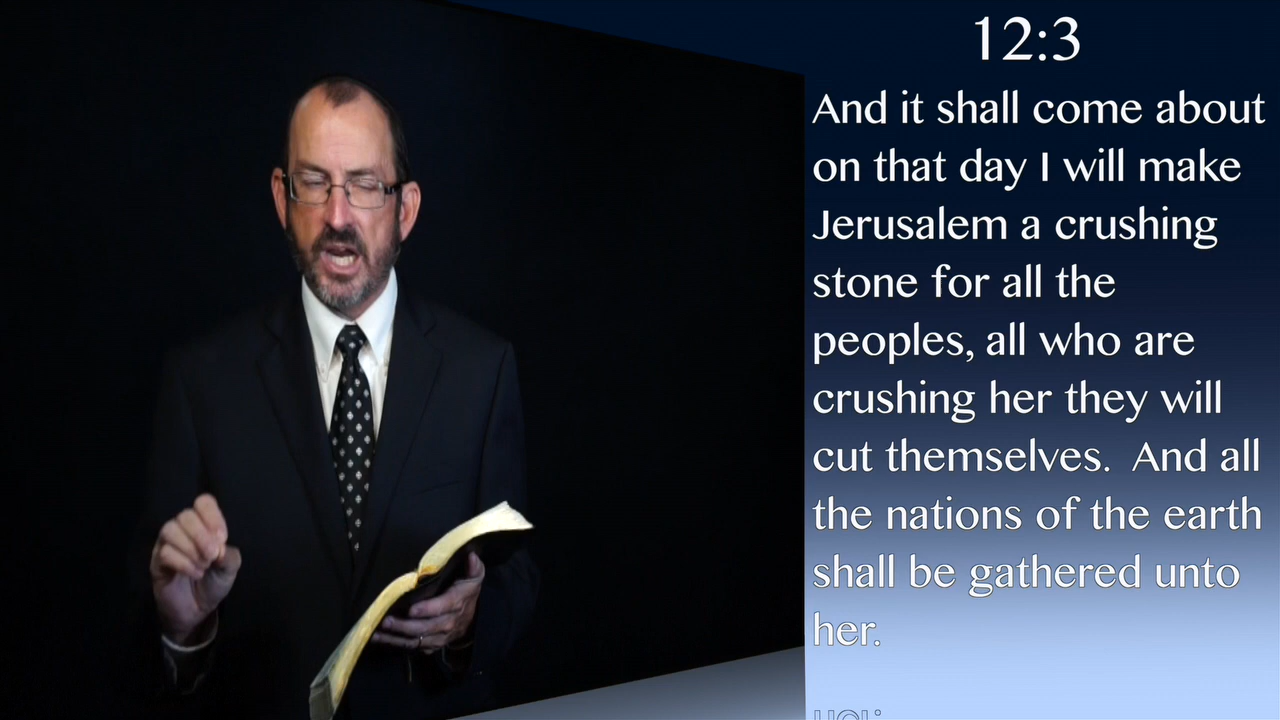 12:3
And it shall come about
on that day I will make
Jerusalem a crushing
stone for all the
peoples, all who are
crushing her they will
cut themselves.  And all
the nations of the earth
shall be gathered unto
her.